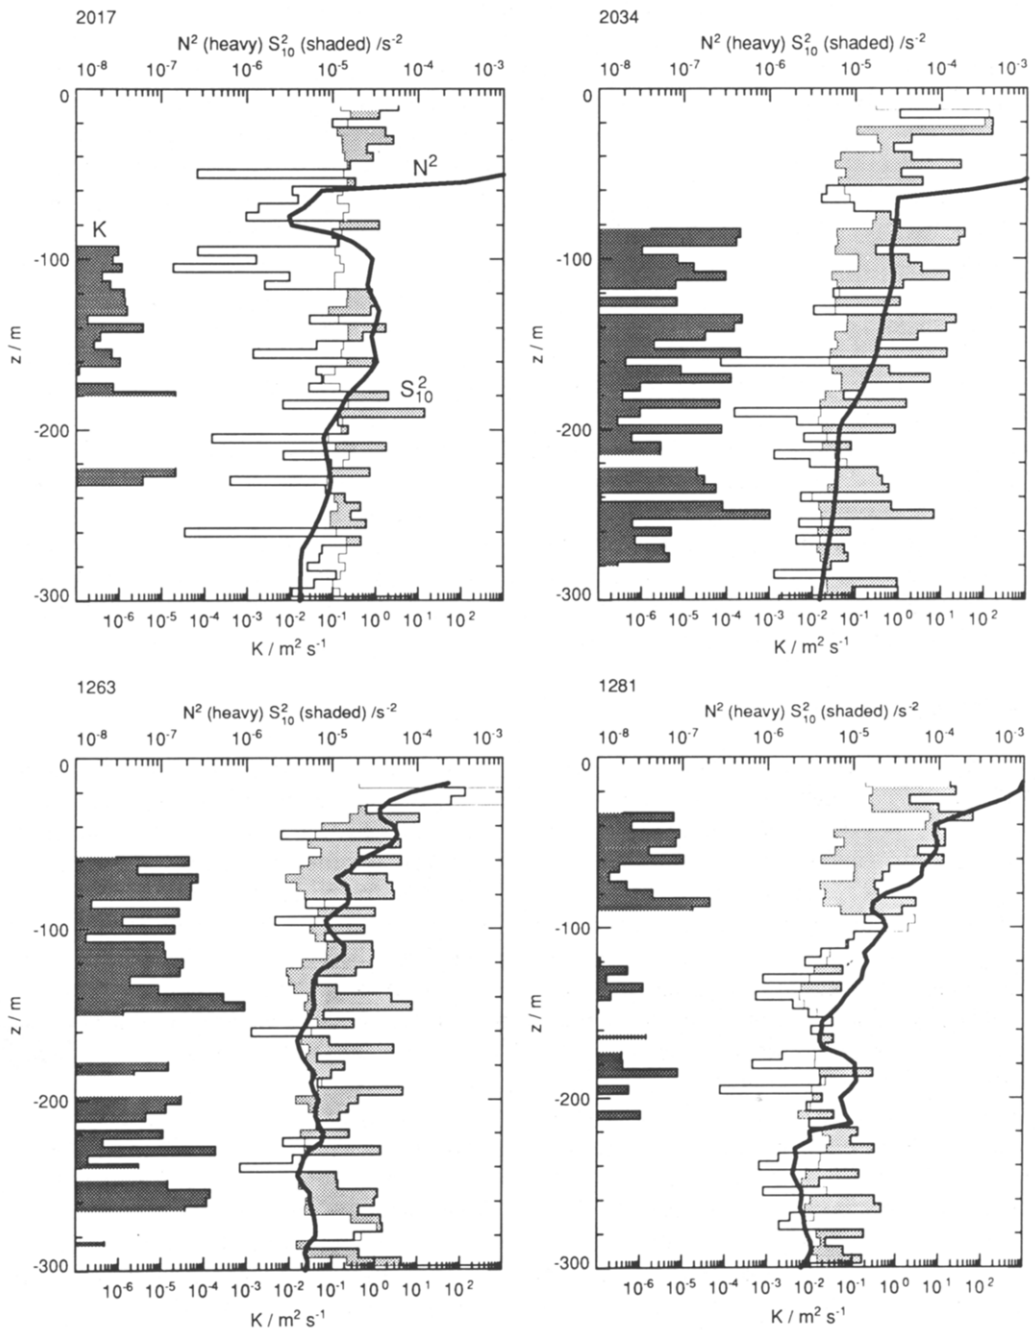 2017
N² (heavy) S₁₀² (shaded) /s⁻²
10⁻⁸ 10⁻⁷ 10⁻⁶ 10⁻⁵ 10⁻⁴ 10⁻³
0
N²
K
-100
z / m
S₁₀²
-200
-300
10⁻⁶ 10⁻⁵ 10⁻⁴ 10⁻³ 10⁻² 10⁻¹ 10⁰ 10¹ 10²
K / m² s⁻¹
2034
N² (heavy) S₁₀² (shaded) /s⁻²
10⁻⁸ 10⁻⁷ 10⁻⁶ 10⁻⁵ 10⁻⁴ 10⁻³
0
-100
z / m
-200
-300
10⁻⁶ 10⁻⁵ 10⁻⁴ 10⁻³ 10⁻² 10⁻¹ 10⁰ 10¹ 10²
K / m² s⁻¹
1263
N² (heavy) S₁₀² (shaded) /s⁻²
10⁻⁸ 10⁻⁷ 10⁻⁶ 10⁻⁵ 10⁻⁴ 10⁻³
0
-100
z / m
-200
-300
10⁻⁶ 10⁻⁵ 10⁻⁴ 10⁻³ 10⁻² 10⁻¹ 10⁰ 10¹ 10²
K / m² s⁻¹
1281
N² (heavy) S₁₀² (shaded) /s⁻²
10⁻⁸ 10⁻⁷ 10⁻⁶ 10⁻⁵ 10⁻⁴ 10⁻³
0
-100
z / m
-200
-300
10⁻⁶ 10⁻⁵ 10⁻⁴ 10⁻³ 10⁻² 10⁻¹ 10⁰ 10¹ 10²
K / m² s⁻¹